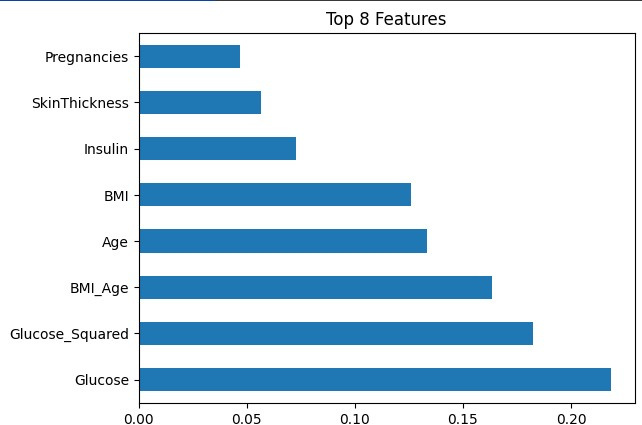 Top 8 Features
Pregnancies
SkinThickness
Insulin
BMI
Age
BMI_Age
Glucose_Squared
Glucose
0.00 0.05 0.10 0.15 0.20